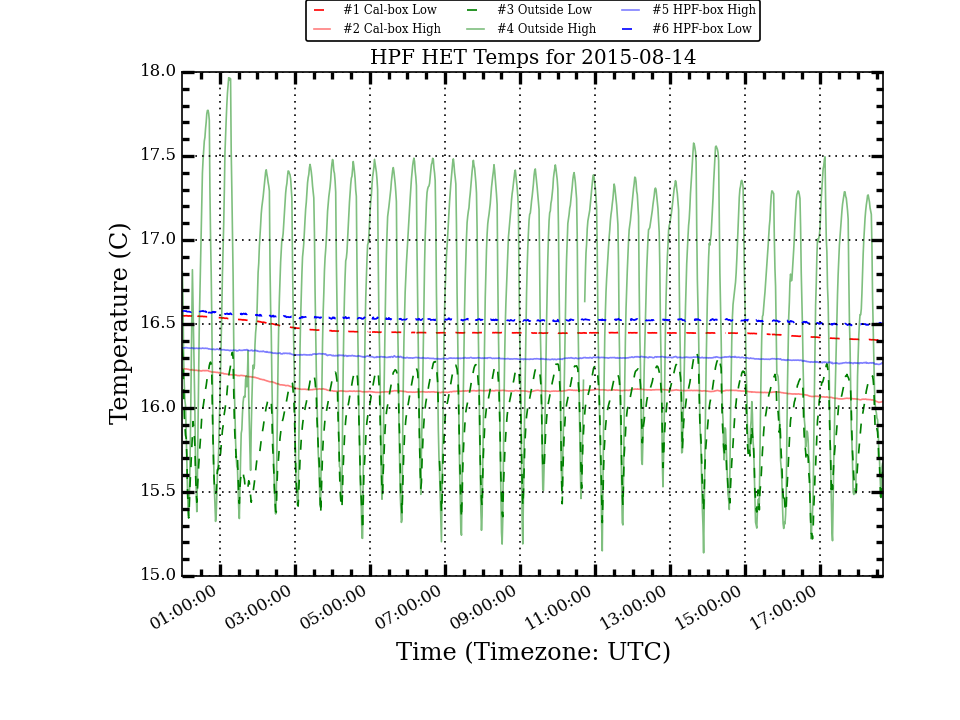 #1 Cal-box Low #3 Outside Low #5 HPF-box High
#2 Cal-box High #4 Outside High #6 HPF-box Low
HPF HET Temps for 2015-08-14
18.0
17.5
17.0
16.5
16.0
15.5
15.0
Temperature (C)
01:00:00 03:00:00 05:00:00 07:00:00 09:00:00 11:00:00 13:00:00 15:00:00 17:00:00
Time (Timezone: UTC)